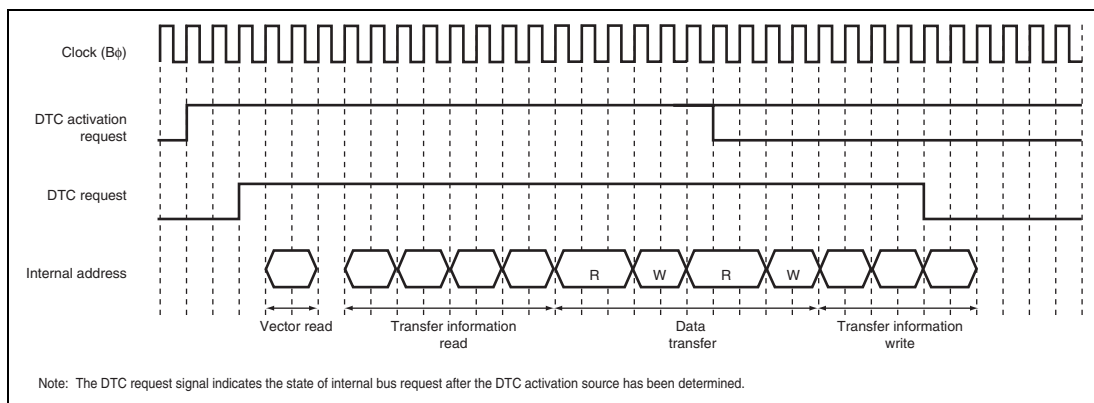 Clock (Bϕ)
DTC activation
request
DTC request
Internal address
R
W
R
W
Vector read
Transfer information
read
Data
transfer
Transfer information
write
Note: The DTC request signal indicates the state of internal bus request after the DTC activation source has been determined.